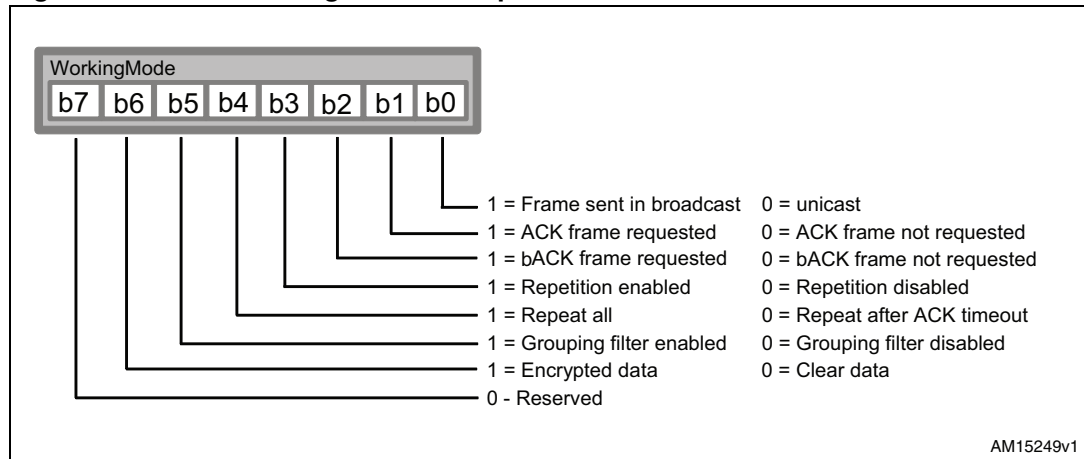 WorkingMode
b7 b6 b5 b4 b3 b2 b1 b0
1 = Frame sent in broadcast 0 = unicast
1 = ACK frame requested 0 = ACK frame not requested
1 = bACK frame requested 0 = bACK frame not requested
1 = Repetition enabled 0 = Repetition disabled
1 = Repeat all 0 = Repeat after ACK timeout
1 = Grouping filter enabled 0 = Grouping filter disabled
1 = Encrypted data 0 = Clear data
0 - Reserved
AM15249v1